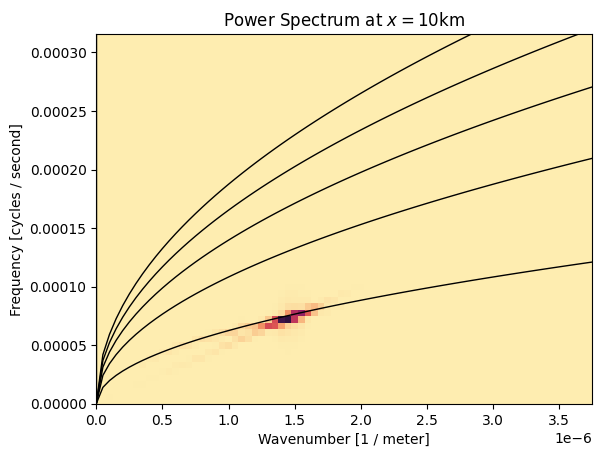 Power Spectrum at x = 10km
0.00030
0.00025
0.00020
0.00015
0.00010
0.00005
0.00000
Frequency [cycles / second]
0.0 0.5 1.0 1.5 2.0 2.5 3.0 3.5
1e−6
Wavenumber [1 / meter]